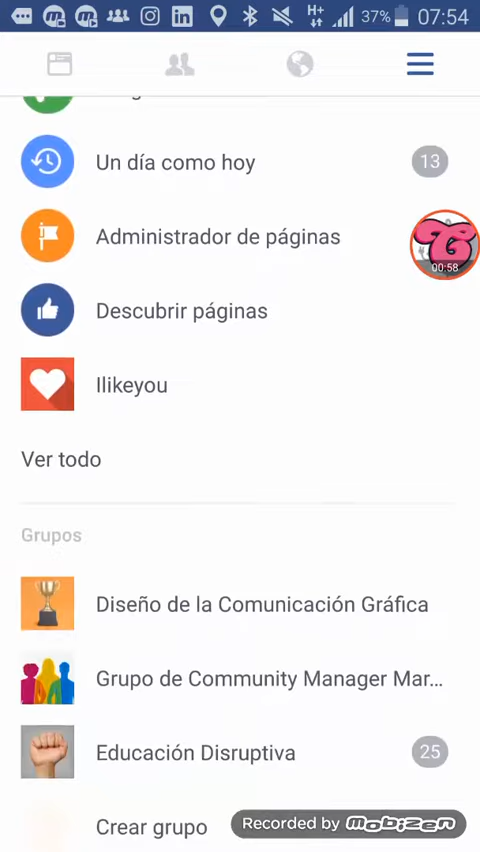 37% 07:54
Un día como hoy
13
Administrador de páginas
00:58
Descubrir páginas
Ilikeyou
Ver todo
Grupos
Diseño de la Comunicación Gráfica
Grupo de Community Manager Mar...
Educación Disruptiva
25
Crear grupo
Recorded by mobizen